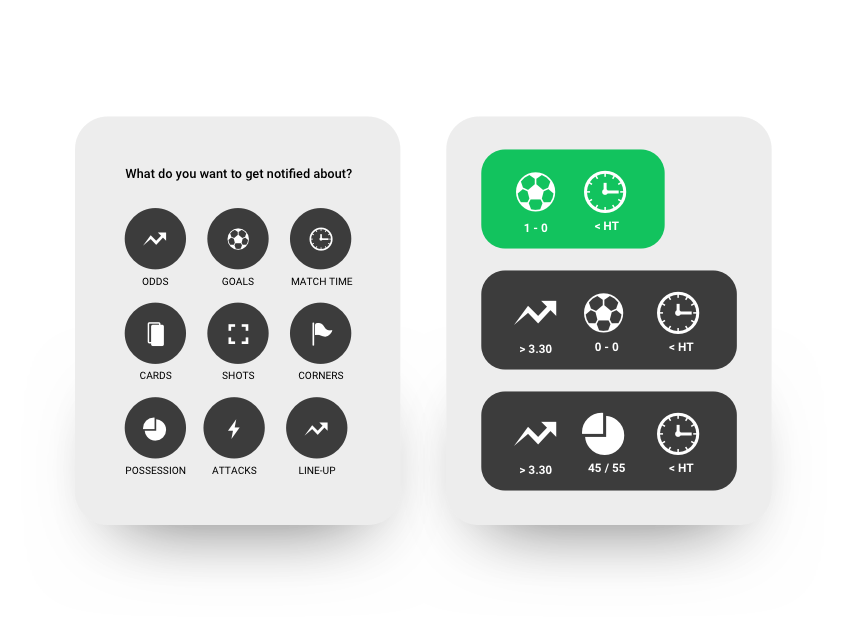 What do you want to get notified about?
ODDS GOALS MATCH TIME
CARDS SHOTS CORNERS
POSSESSION ATTACKS LINE-UP
1 - 0 < HT
> 3.30 0 - 0 < HT
> 3.30 45 / 55 < HT